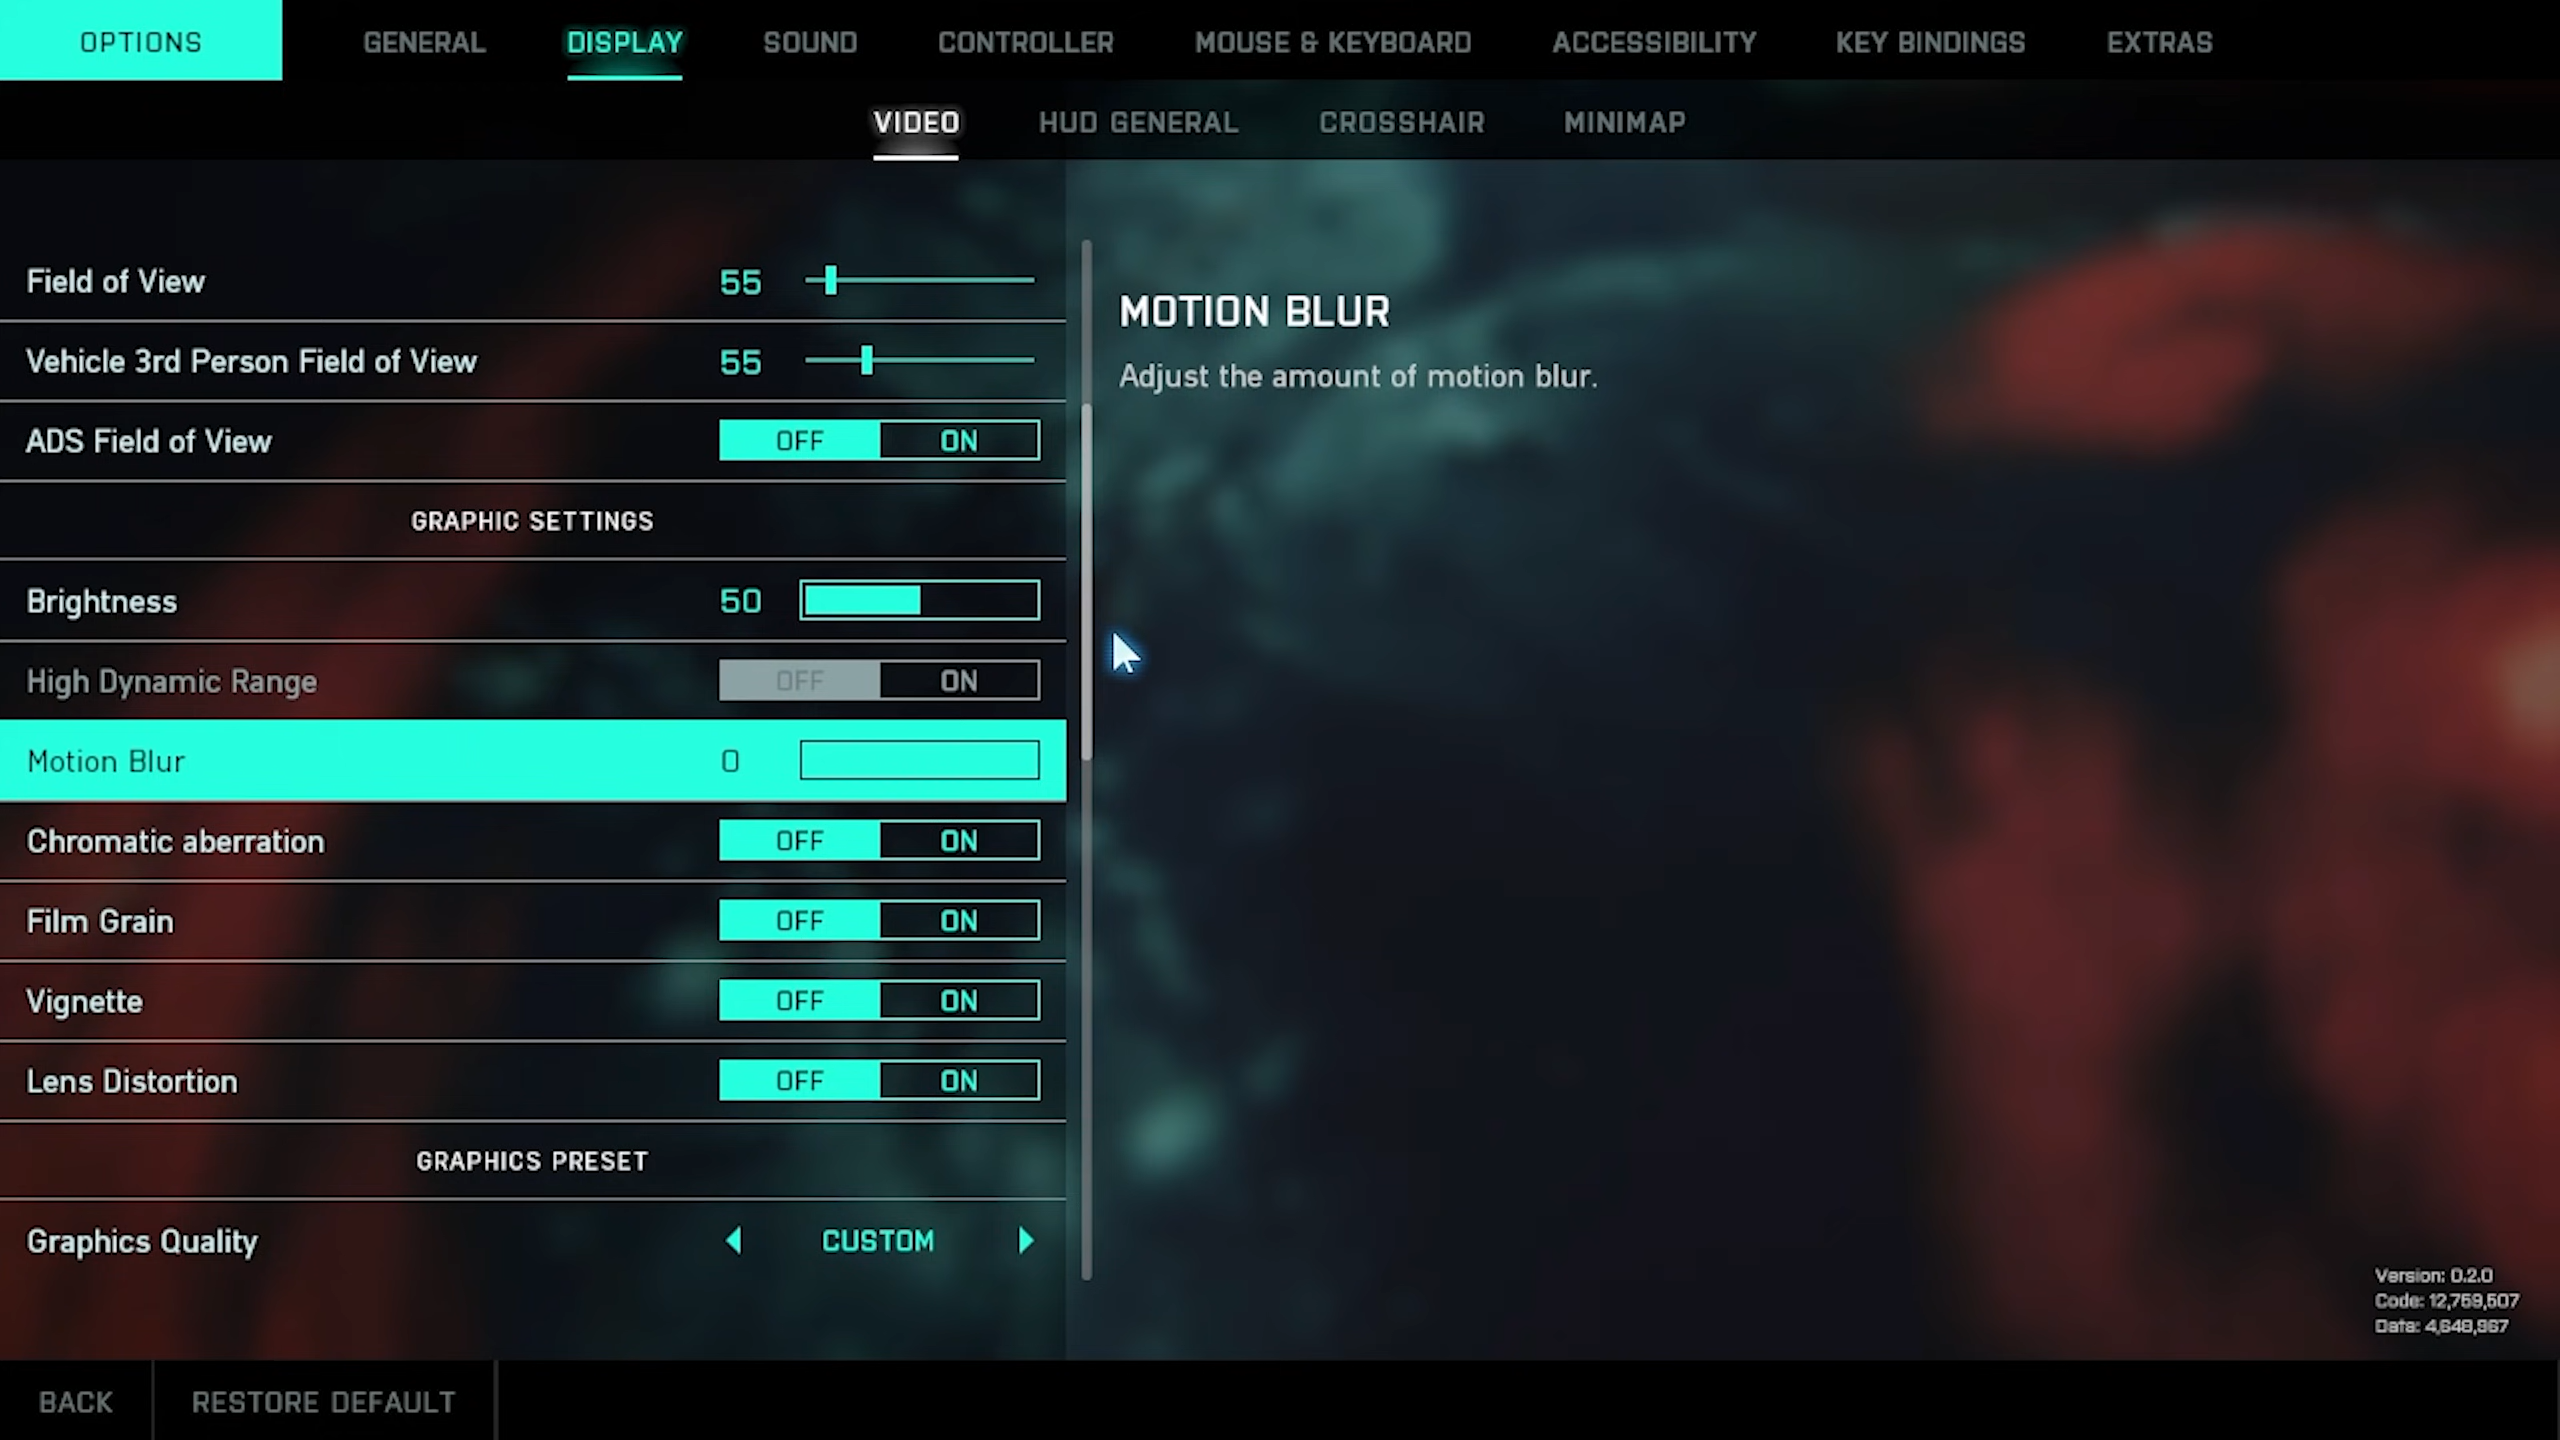 OPTIONS GENERAL DISPLAY SOUND CONTROLLER MOUSE & KEYBOARD ACCESSIBILITY KEY BINDINGS EXTRAS
VIDEO HUD GENERAL CROSSHAIR MINIMAP
Field of View 55
Vehicle 3rd Person Field of View 55
ADS Field of View OFF ON
GRAPHIC SETTINGS
Brightness 50
High Dynamic Range OFF ON
Motion Blur 0
Chromatic aberration OFF ON
Film Grain OFF ON
Vignette OFF ON
Lens Distortion OFF ON
GRAPHICS PRESET
Graphics Quality CUSTOM
MOTION BLUR
Adjust the amount of motion blur.
Version: 0.2.0
Code: 12,759,507
Data: 4,648,967
BACK RESTORE DEFAULT